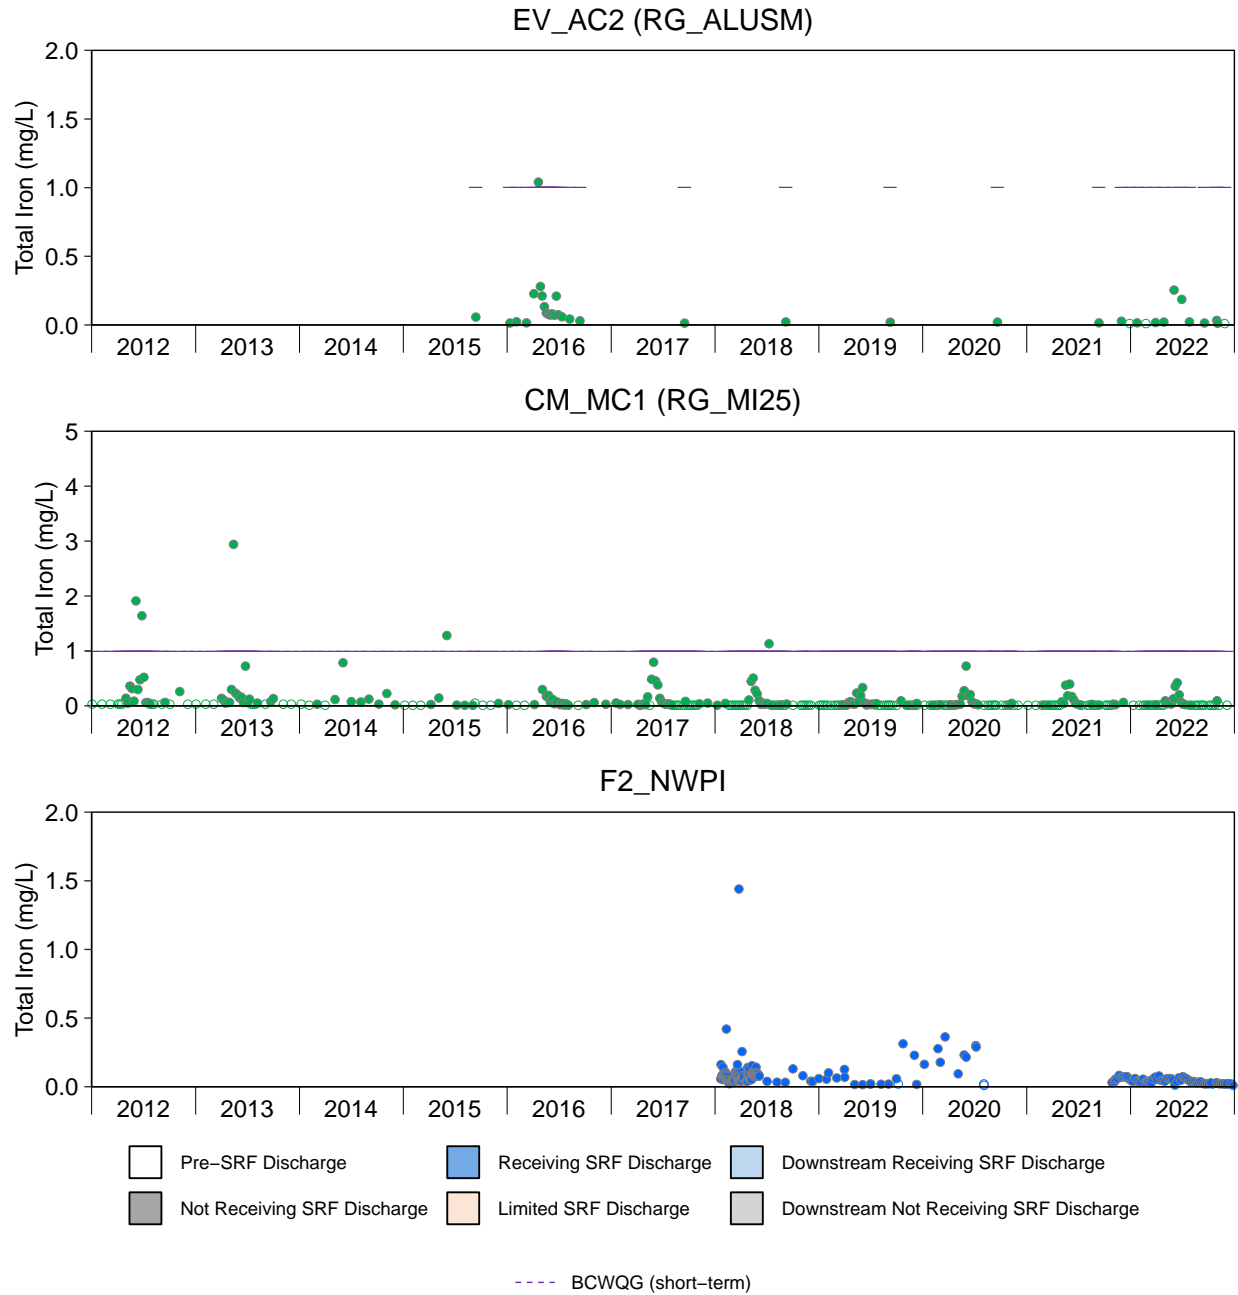 EV_AC2 (RG_ALUSM)
Total Iron (mg/L)
2.0
1.5
1.0
0.5
0.0
2012 2013 2014 2015 2016 2017 2018 2019 2020 2021 2022
CM_MC1 (RG_MI25)
Total Iron (mg/L)
5
4
3
2
1
0
2012 2013 2014 2015 2016 2017 2018 2019 2020 2021 2022
F2_NWPI
Total Iron (mg/L)
2.0
1.5
1.0
0.5
0.0
2012 2013 2014 2015 2016 2017 2018 2019 2020 2021 2022
Pre−SRF Discharge Receiving SRF Discharge Downstream Receiving SRF Discharge
Not Receiving SRF Discharge Limited SRF Discharge Downstream Not Receiving SRF Discharge
BCWQG (short−term)